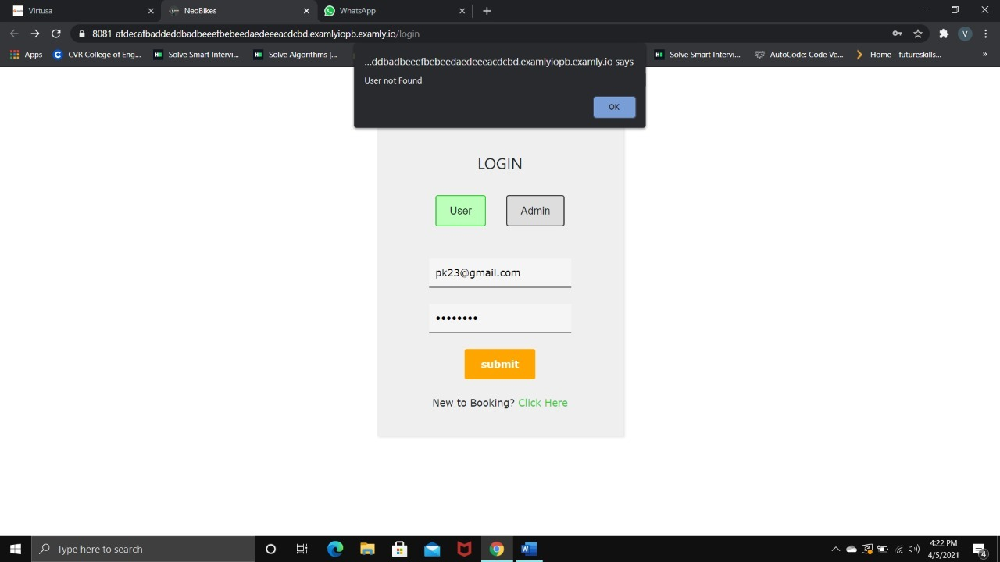 Virtusa
NeoBikes
WhatsApp
8081-afdecafbaddeddbadbeeefbebeedaedeeeacdcbd.examlyiopb.examly.io/login
V
Apps
CVR College of Eng...
Solve Smart Intervi...
Solve Algorithms |...
Solve Smart Intervi...
AutoCode: Code Ve...
Home - futureskills...
»
...ddbadbeeefbebeedaedeeeacdcbd.examlyiopb.examly.io says
User not Found
OK
LOGIN
User
Admin
pk23@gmail.com
••••••••
submit
New to Booking? Click Here
Type here to search
4:22 PM
4/5/2021
4